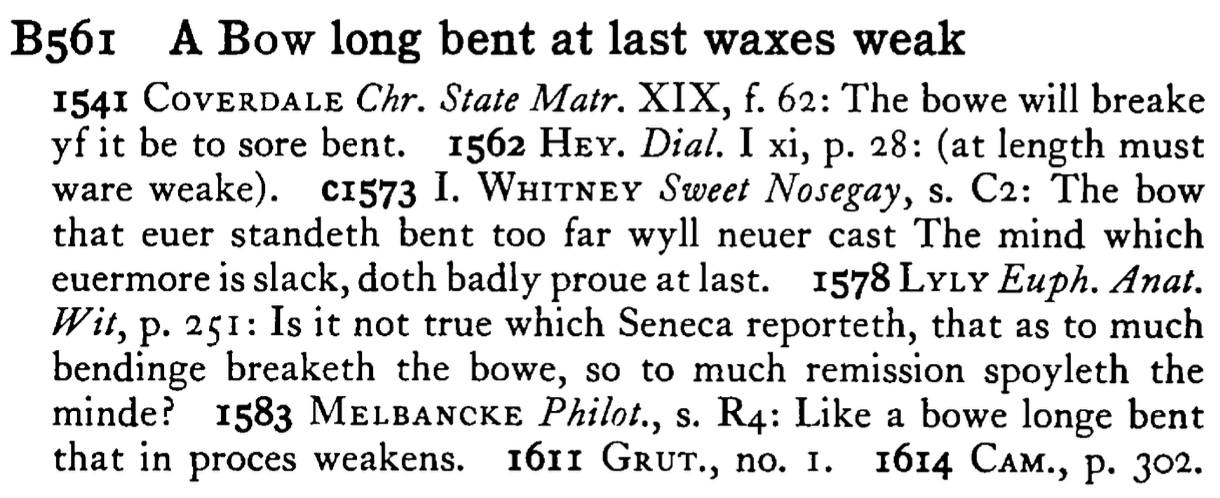 B561 A Bow long bent at last waxes weak
1541 COVERDALE Chr. State Matr. XIX, f. 62: The bowe will breake
yf it be to sore bent. 1562 HEY. Dial. I xi, p. 28: (at length must
ware weake). c1573 I. WHITNEY Sweet Nosegay, s. C2: The bow
that euer standeth bent too far wyll neuer cast The mind which
euermore is slack, doth badly proue at last. 1578 LYLY Euph. Anat.
Wit, p. 251: Is it not true which Seneca reporteth, that as to much
bendinge breaketh the bowe, so to much remission spoyleth the
minde? 1583 MELBANCKE Philot., s. R4: Like a bowe longe bent
that in proces weakens. 1611 GRUT., no. 1. 1614 CAM., p. 302.